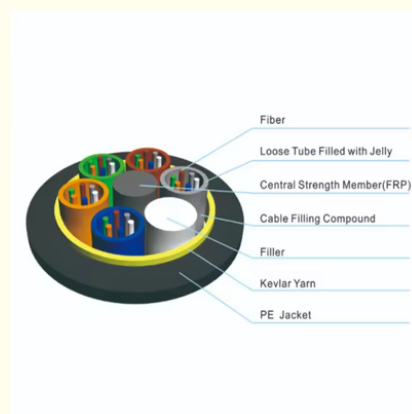 Fiber
Loose Tube Filled with Jelly
Central Strength Member(FRP)
Cable Filling Compound
Filler
Kevlar Yarn
PE Jacket